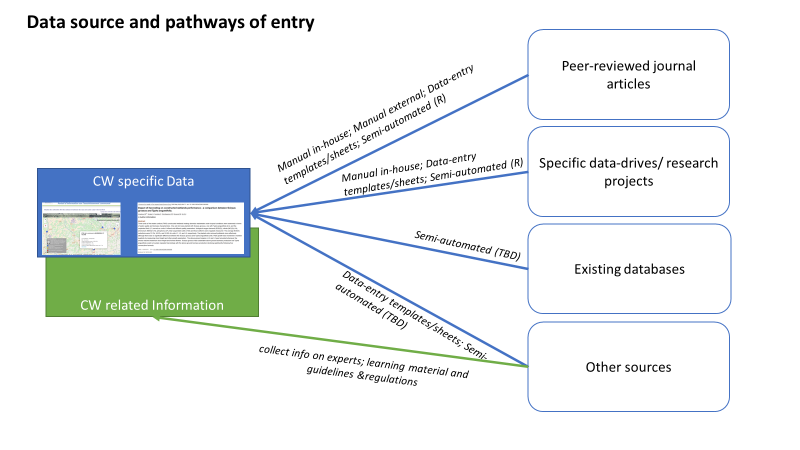 Data source and pathways of entry
Peer-reviewed journal
articles
Manual in-house; Manual external; Data-entry
templates/sheets; Semi-automated (R)
Specific data-drives/ research
projects
Manual in-house; Data-entry
templates/sheets; Semi-automated (R)
CW specific Data
Semi-automated (TBD)
Existing databases
Data-entry templates/sheets; Semi-
automated (TBD)
CW related Information
collect info on experts; learning material and
guidelines &regulations
Other sources